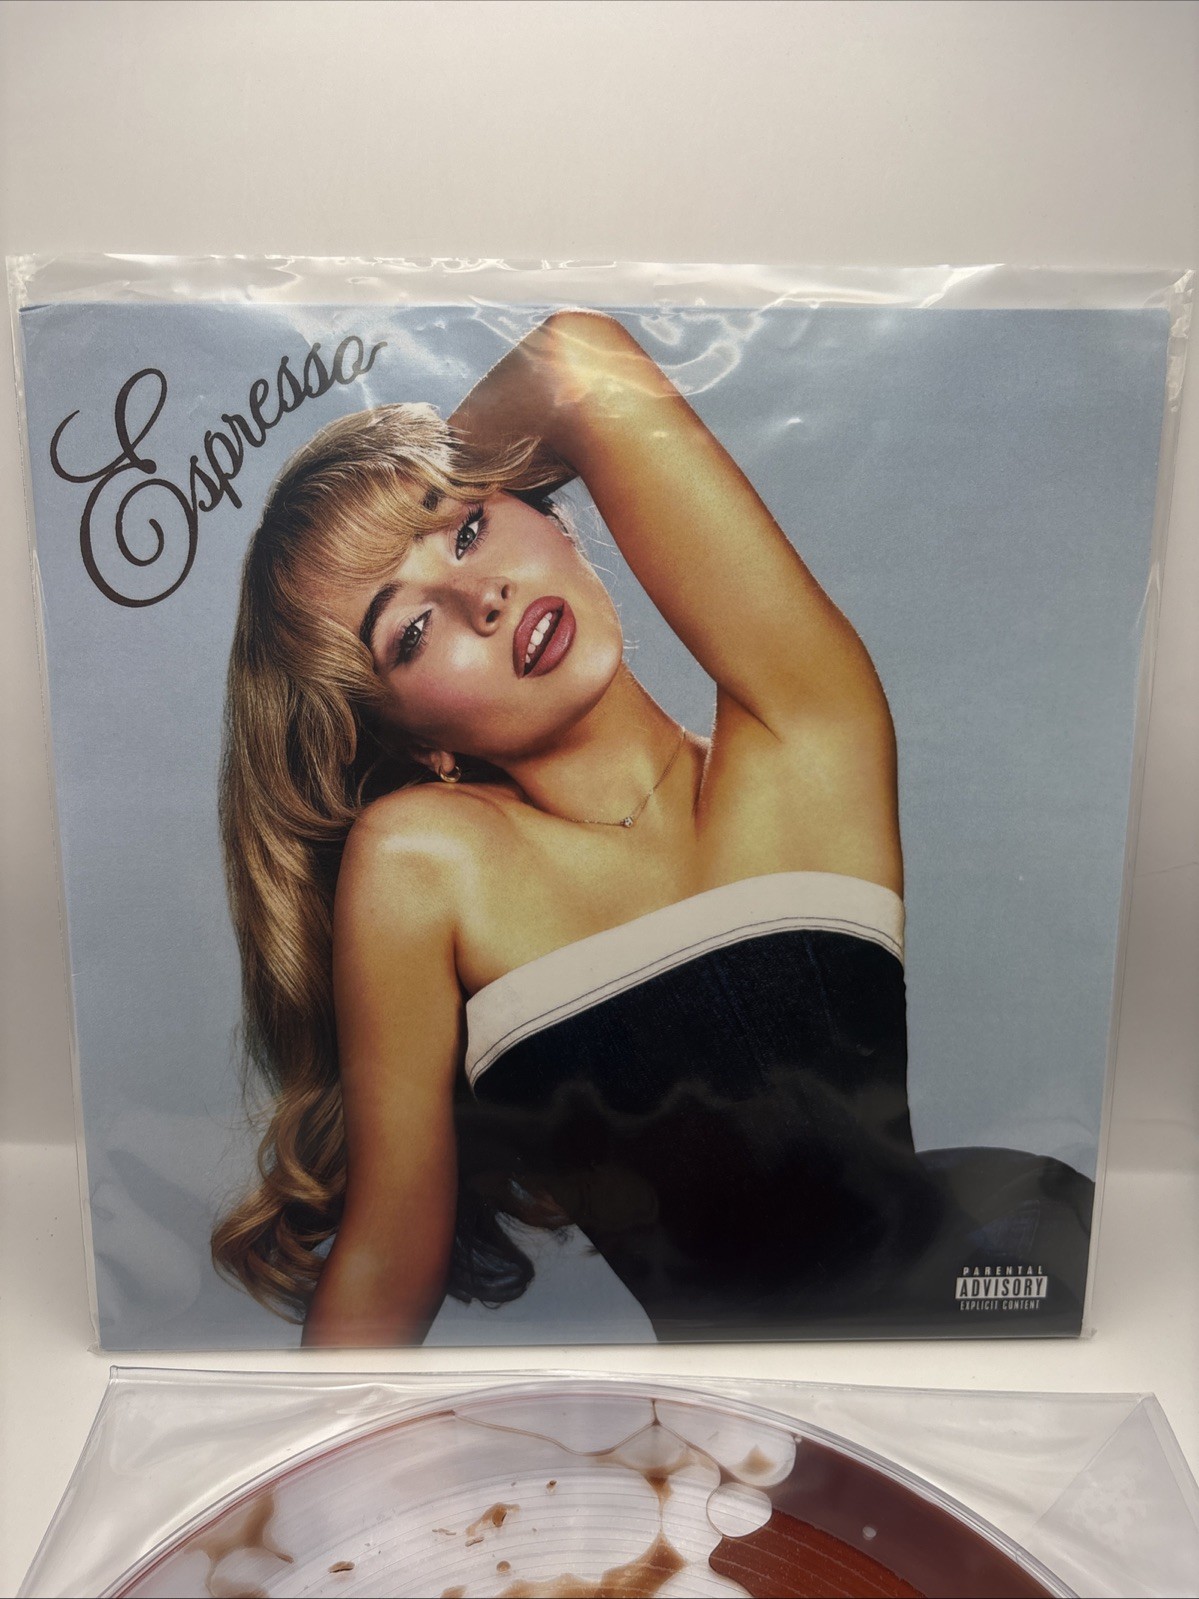 Espresso
PARENTAL
ADVISORY
EXPLICIT CONTENT